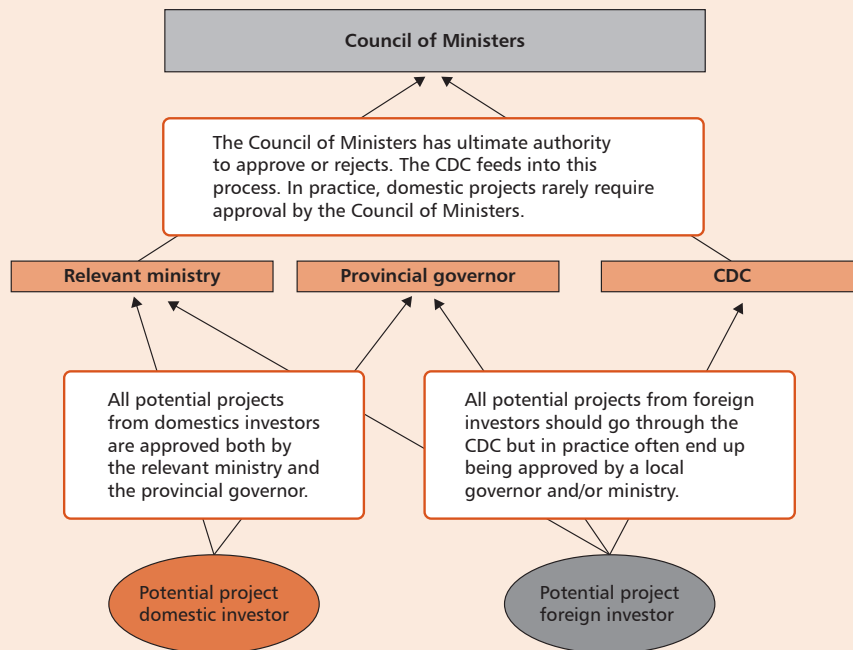 Council of Ministers
The Council of Ministers has ultimate authority
to approve or rejects. The CDC feeds into this
process. In practice, domestic projects rarely require
approval by the Council of Ministers.
Relevant ministry
Provincial governor
CDC
All potential projects
from domestics investors
are approved both by
the relevant ministry and
the provincial governor.
All potential projects from foreign
investors should go through the
CDC but in practice often end up
being approved by a local
governor and/or ministry.
Potential project
domestic investor
Potential project
foreign investor